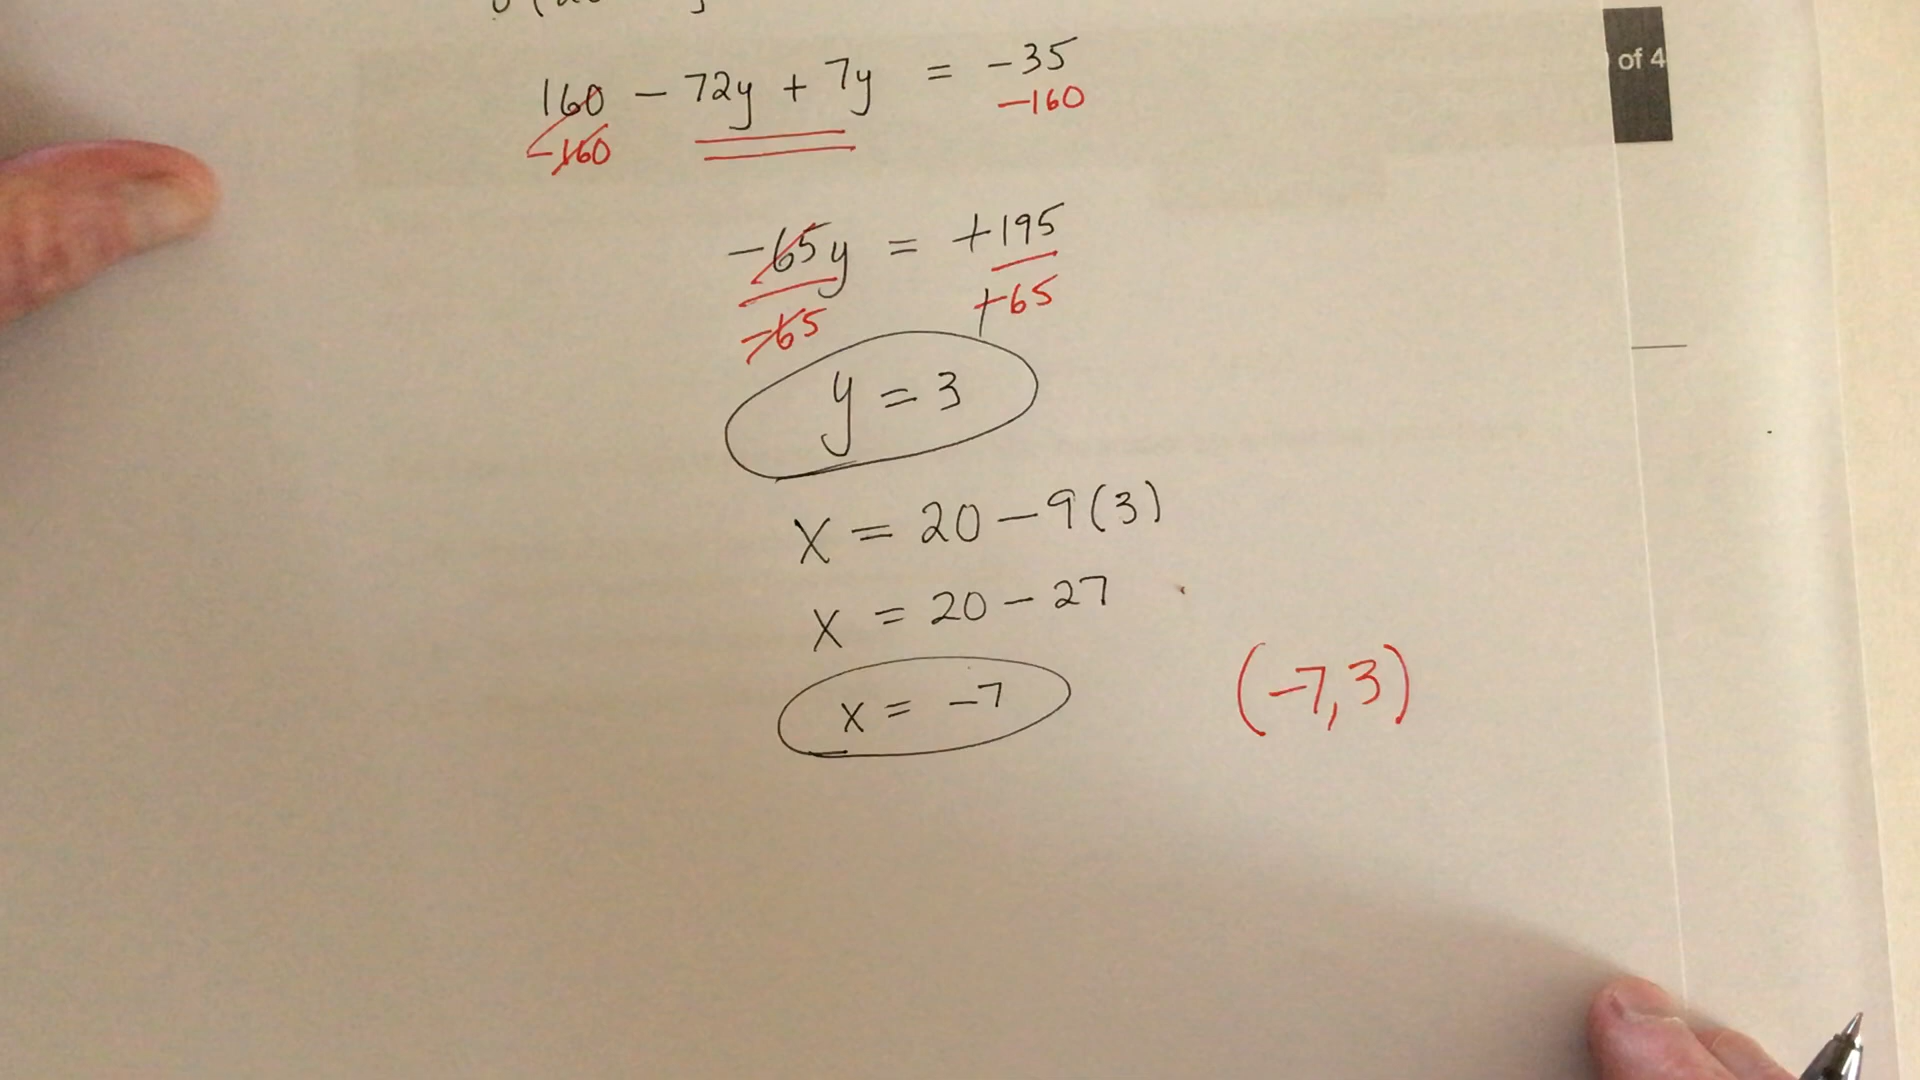 160 - 72y + 7y = -35
-160 -160
of 4
-65y = +195
-65 +65
y = 3
x = 20 - 9(3)
x = 20 - 27
x = -7
(-7, 3)